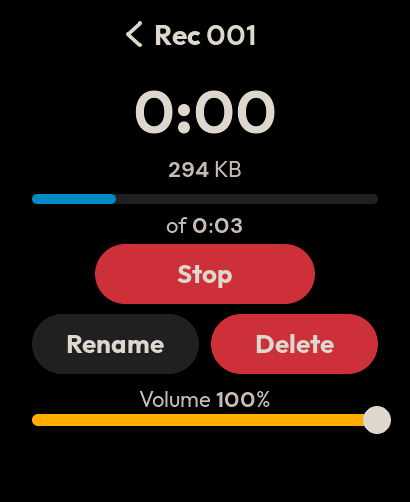 Rec 001
0:00
294 KB
of 0:03
Stop
Rename Delete
Volume 100%